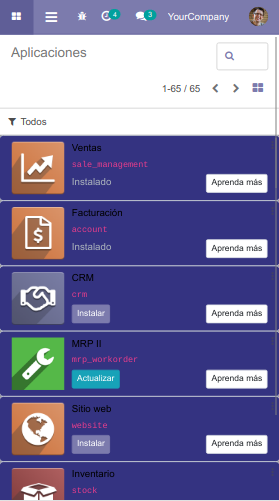 4
3
YourCompany
Aplicaciones
1-65 / 65
Todos
Ventas
sale_management
Instalado
Aprenda más
Facturación
account
Instalado
Aprenda más
CRM
crm
Instalar
Aprenda más
MRP II
mrp_workorder
Actualizar
Aprenda más
Sitio web
website
Instalar
Aprenda más
Inventario
stock